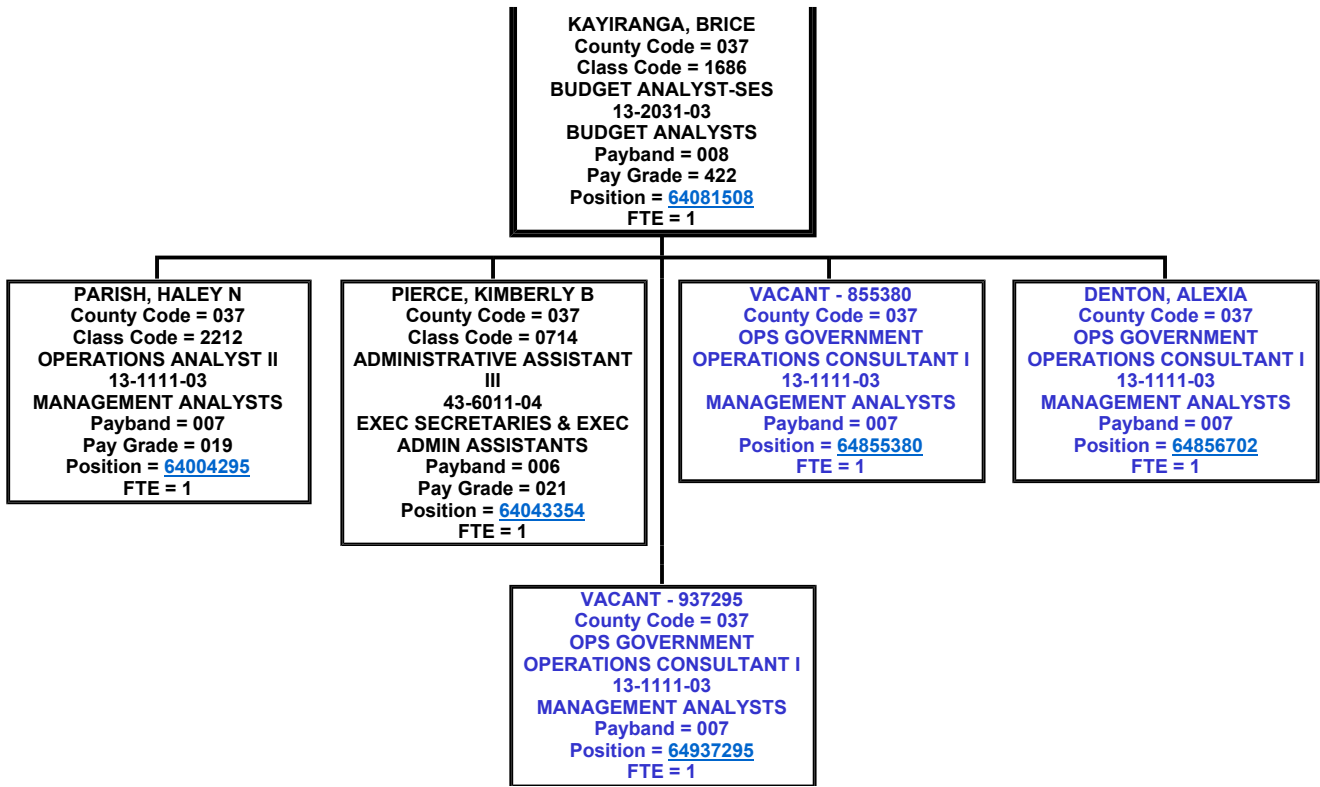 KAYIRANGA, BRICE
County Code = 037
Class Code = 1686
BUDGET ANALYST-SES
13-2031-03
BUDGET ANALYSTS
Payband = 008
Pay Grade = 422
Position = 64081508
FTE = 1
PARISH, HALEY N
County Code = 037
Class Code = 2212
OPERATIONS ANALYST II
13-1111-03
MANAGEMENT ANALYSTS
Payband = 007
Pay Grade = 019
Position = 64004295
FTE = 1
PIERCE, KIMBERLY B
County Code = 037
Class Code = 0714
ADMINISTRATIVE ASSISTANT
III
43-6011-04
EXEC SECRETARIES & EXEC
ADMIN ASSISTANTS
Payband = 006
Pay Grade = 021
Position = 64043354
FTE = 1
VACANT - 855380
County Code = 037
OPS GOVERNMENT
OPERATIONS CONSULTANT I
13-1111-03
MANAGEMENT ANALYSTS
Payband = 007
Position = 64855380
FTE = 1
DENTON, ALEXIA
County Code = 037
OPS GOVERNMENT
OPERATIONS CONSULTANT I
13-1111-03
MANAGEMENT ANALYSTS
Payband = 007
Position = 64856702
FTE = 1
VACANT - 937295
County Code = 037
OPS GOVERNMENT
OPERATIONS CONSULTANT I
13-1111-03
MANAGEMENT ANALYSTS
Payband = 007
Position = 64937295
FTE = 1